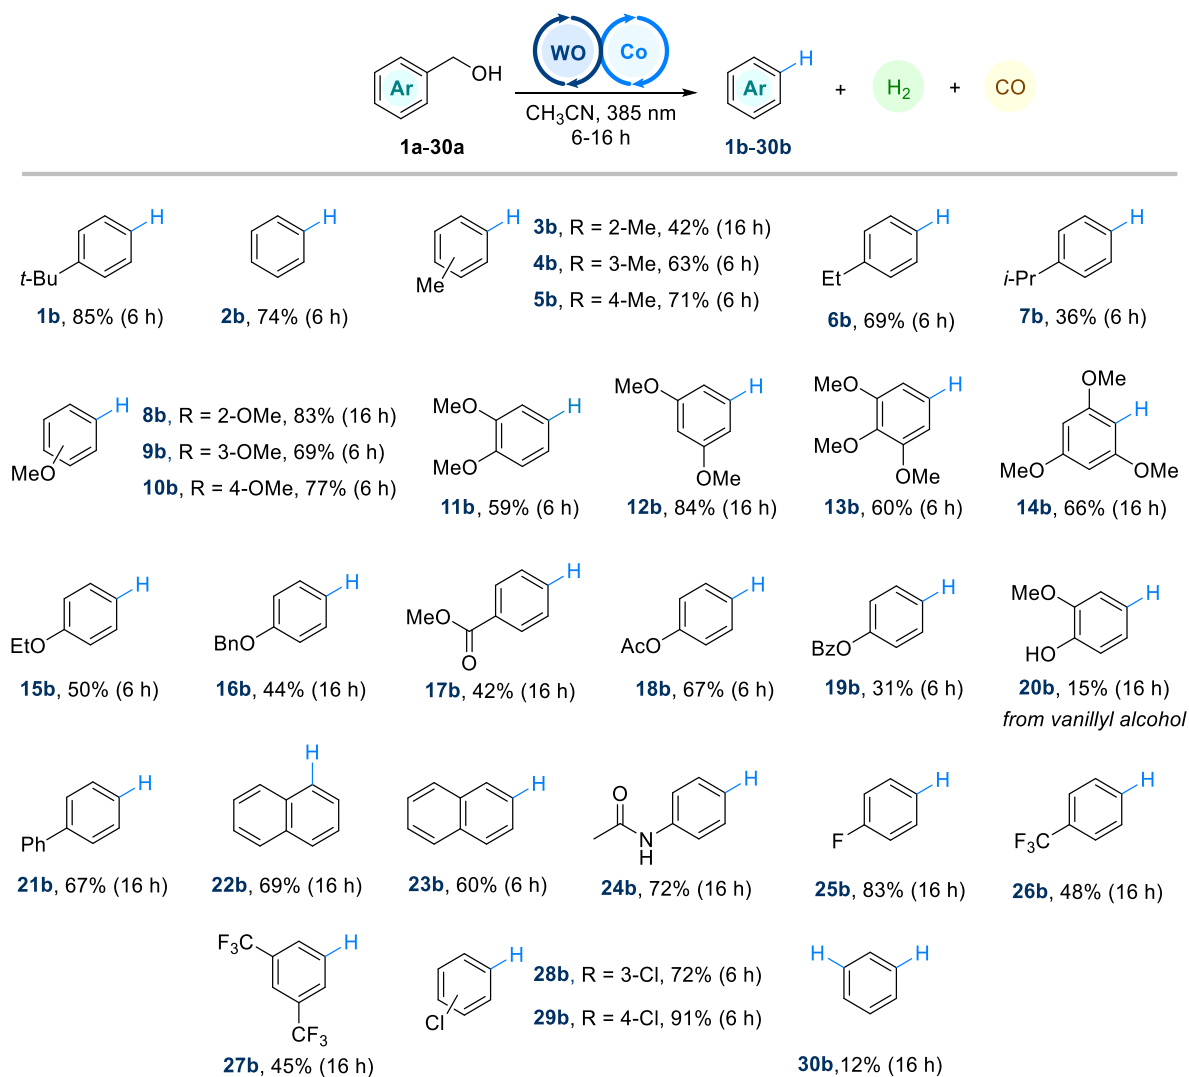 Ar
OH
WO
Co
CH₃CN, 385 nm
6-16 h
1a-30a
Ar
H
1b-30b
+
H₂
+
CO
t-Bu
H
1b, 85% (6 h)
H
2b, 74% (6 h)
Me
H
3b, R = 2-Me, 42% (16 h)
4b, R = 3-Me, 63% (6 h)
5b, R = 4-Me, 71% (6 h)
Et
H
6b, 69% (6 h)
i-Pr
H
7b, 36% (6 h)
MeO
H
8b, R = 2-OMe, 83% (16 h)
9b, R = 3-OMe, 69% (6 h)
10b, R = 4-OMe, 77% (6 h)
MeO
MeO
H
11b, 59% (6 h)
MeO
H
OMe
12b, 84% (16 h)
MeO
H
MeO
OMe
13b, 60% (6 h)
OMe
H
MeO
OMe
14b, 66% (16 h)
EtO
H
15b, 50% (6 h)
BnO
H
16b, 44% (16 h)
MeO
O
H
17b, 42% (16 h)
AcO
H
18b, 67% (6 h)
BzO
H
19b, 31% (6 h)
MeO
HO
H
20b, 15% (16 h)
from vanillyl alcohol
Ph
H
21b, 67% (16 h)
H
22b, 69% (16 h)
H
23b, 60% (6 h)
O
N
H
H
24b, 72% (16 h)
F
H
25b, 83% (16 h)
F₃C
H
26b, 48% (16 h)
F₃C
H
CF₃
27b, 45% (16 h)
Cl
H
28b, R = 3-Cl, 72% (6 h)
29b, R = 4-Cl, 91% (6 h)
H
H
30b,12% (16 h)